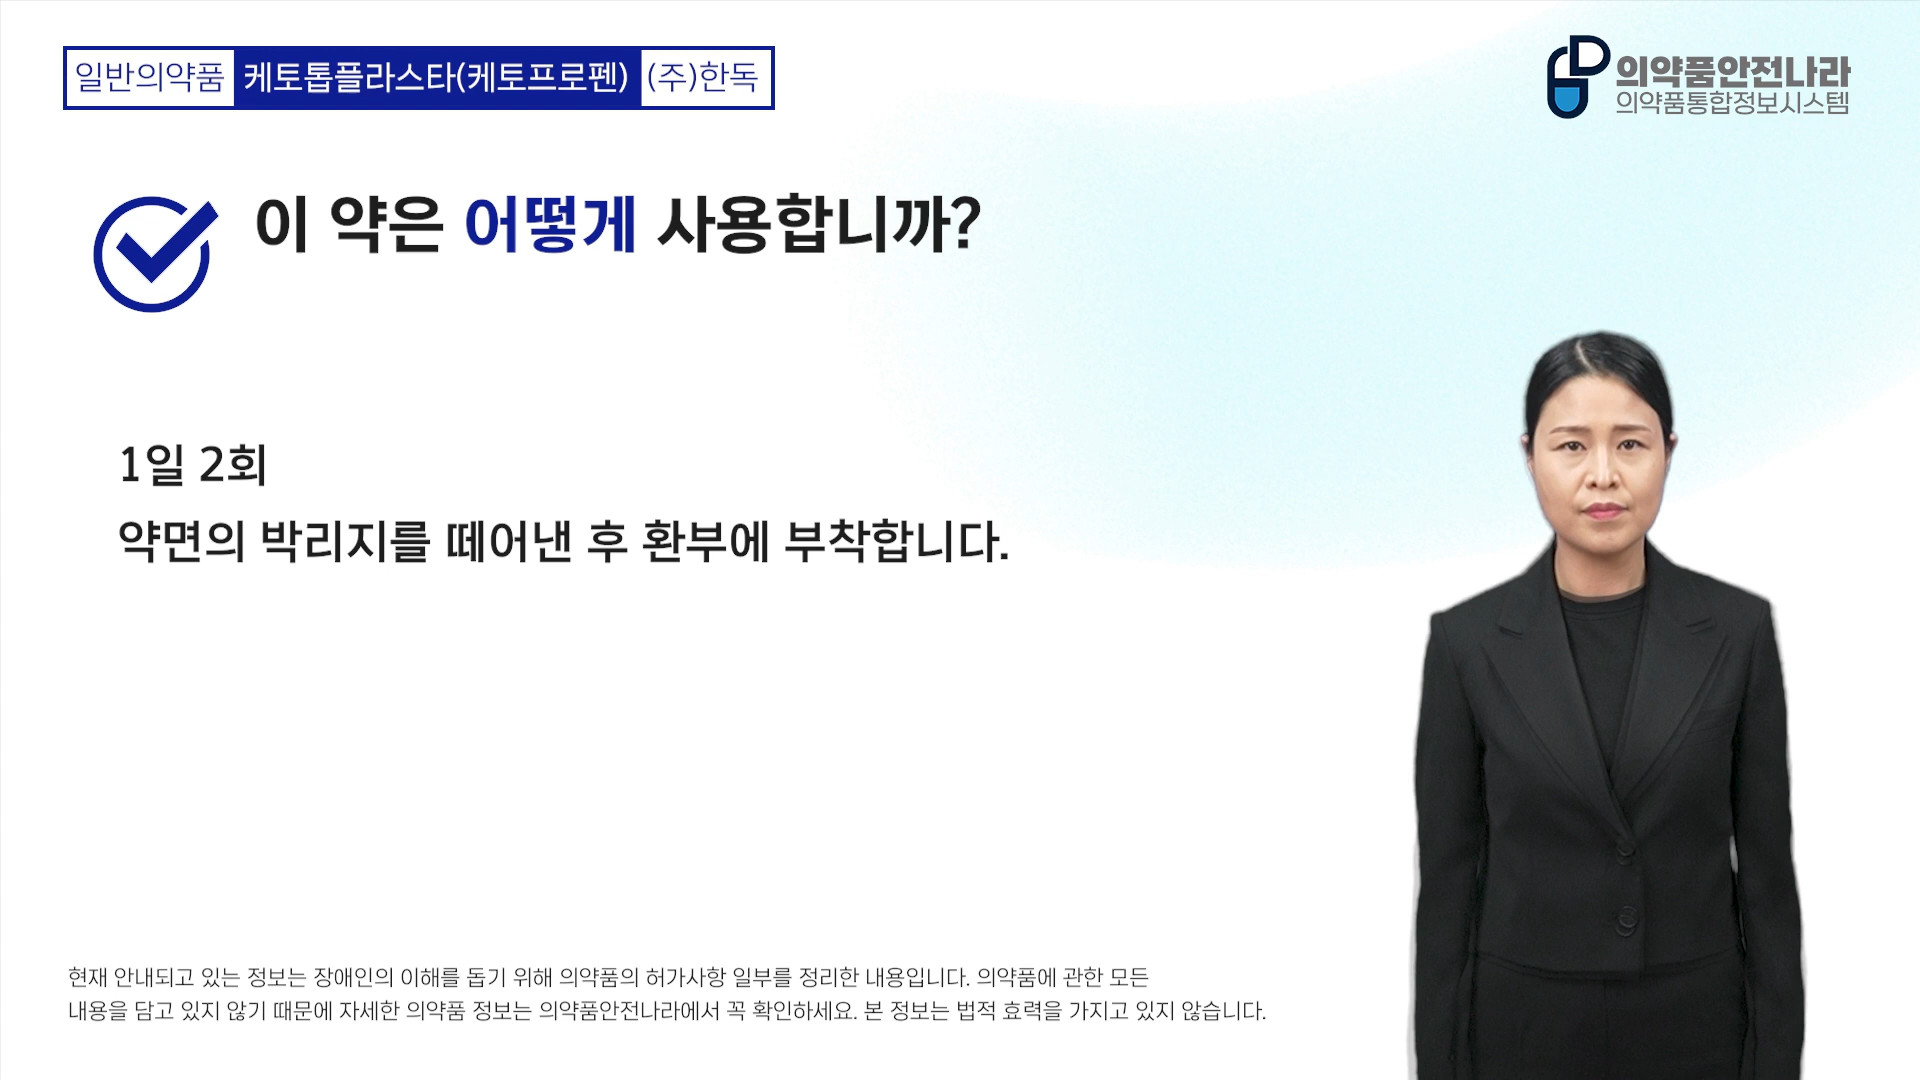 일반의약품 케토톱플라스타(케토프로펜) (주)한독
의약품안전나라
의약품통합정보시스템
이 약은 어떻게 사용합니까?
1일 2회
약면의 박리지를 떼어낸 후 환부에 부착합니다.
현재 안내되고 있는 정보는 장애인의 이해를 돕기 위해 의약품의 허가사항 일부를 정리한 내용입니다. 의약품에 관한 모든
내용을 담고 있지 않기 때문에 자세한 의약품 정보는 의약품안전나라에서 꼭 확인하세요. 본 정보는 법적 효력을 가지고 있지 않습니다.